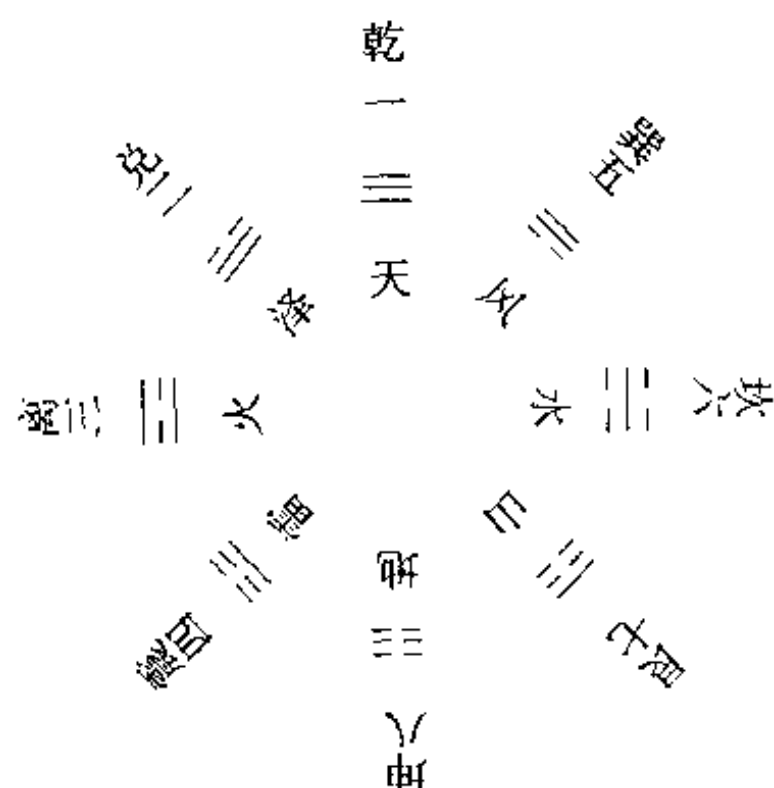 乾一
☰
天
兑二
☱
泽
离三
☲
火
震四
☳
雷
巽五
☴
风
坎六
☵
水
艮七
☶
山
坤八
☷
地